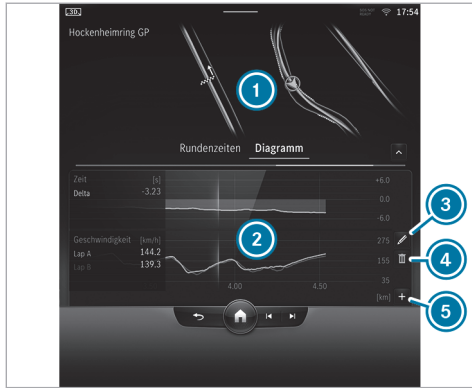 3D
17:54
Hockenheimring GP
1
Rundenzeiten Diagramm
Zeit [s]
Delta -3.23
+6.0
0.0
-6.0
3
Geschwindigkeit [km/h]
Lap A 144.2
Lap B 139.3
2
275
155
35
4
4.00 4.50 [km]
5